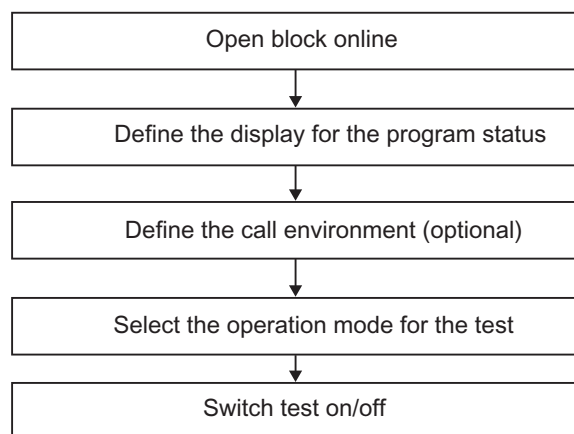 Open block online
Define the display for the program status
Define the call environment (optional)
Select the operation mode for the test
Switch test on/off